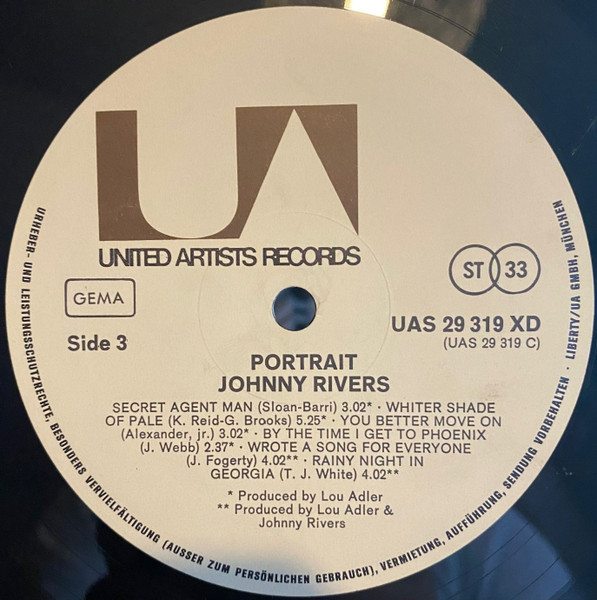 UA
UNITED ARTISTS RECORDS
GEMA
ST 33
Side 3
UAS 29 319 XD
(UAS 29 319 C)
PORTRAIT
JOHNNY RIVERS
SECRET AGENT MAN (Sloan-Barri) 3.02* · WHITER SHADE
OF PALE (K. Reid-G. Brooks) 5.25* · YOU BETTER MOVE ON
(Alexander, jr.) 3.02* · BY THE TIME I GET TO PHOENIX
(J. Webb) 2.37* · WROTE A SONG FOR EVERYONE
(J. Fogerty) 4.02** · RAINY NIGHT IN
GEORGIA (T. J. White) 4.02**
* Produced by Lou Adler
** Produced by Lou Adler &
Johnny Rivers
URHEBER- UND LEISTUNGSSCHUTZRECHTE, BESONDERS VERVIELFÄLTIGUNG (AUSSER ZUM PERSÖNLICHEN GEBRAUCH), VERMIETUNG, AUFFÜHRUNG, SENDUNG VORBEHALTEN · LIBERTY/UA GMBH, MÜNCHEN